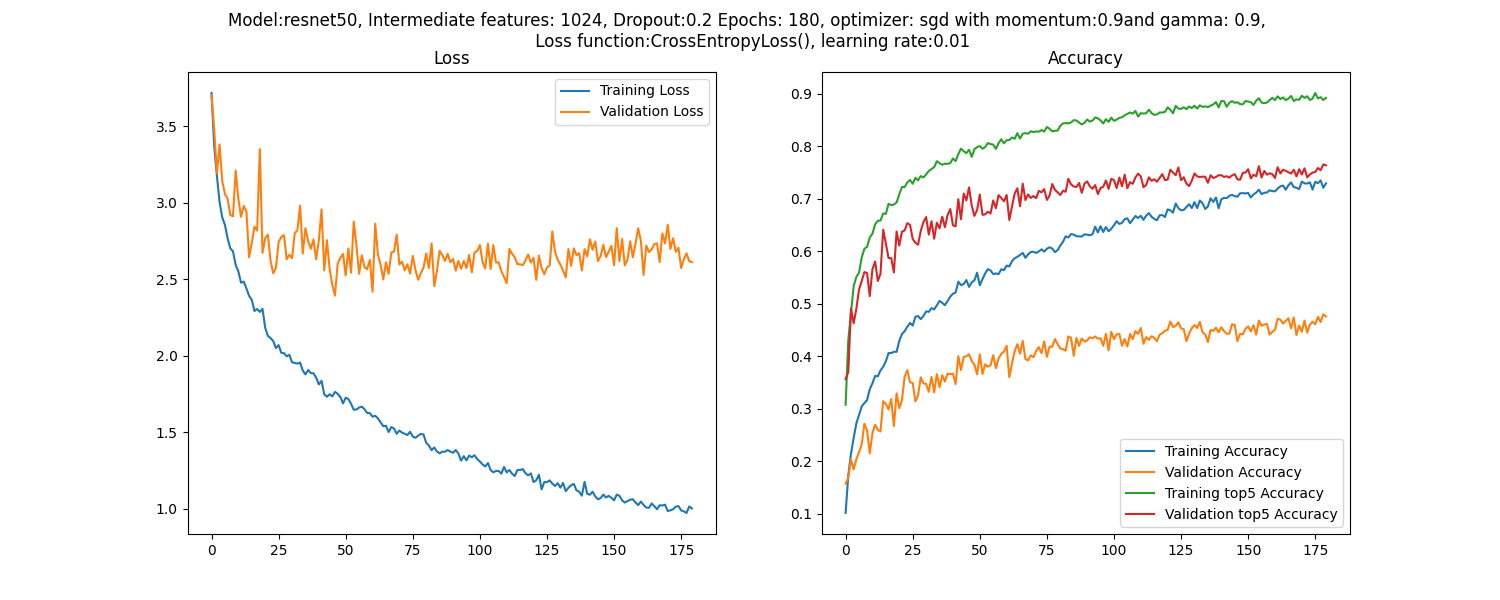 Model:resnet50, Intermediate features: 1024, Dropout:0.2 Epochs: 180, optimizer: sgd with momentum:0.9and gamma: 0.9,
Loss function:CrossEntropyLoss(), learning rate:0.01
Loss
Training Loss
Validation Loss
3.5
3.0
2.5
2.0
1.5
1.0
0 25 50 75 100 125 150 175
Accuracy
0.9
0.8
0.7
0.6
0.5
0.4
0.3
0.2
0.1
Training Accuracy
Validation Accuracy
Training top5 Accuracy
Validation top5 Accuracy
0 25 50 75 100 125 150 175